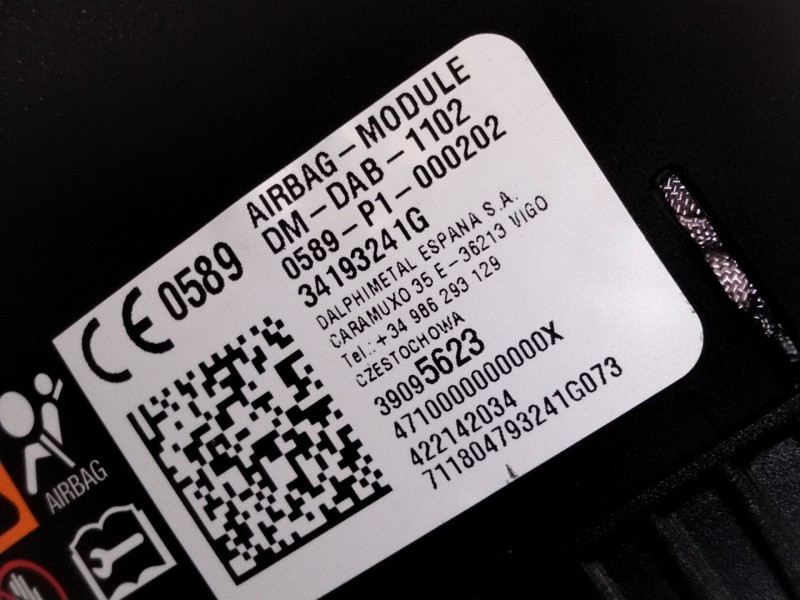 CE 0589
AIRBAG-MODULE
DM-DAB-1102
0589-P1-000202
34193241G
DALPHIMETAL ESPANA S.A.
CARAMUXO 35 E-36213 VIGO
Tel.:+34 986 293 129
CZESTOCHOWA
39095623
4710000000000X
422142034
711804793241G073
AIRBAG